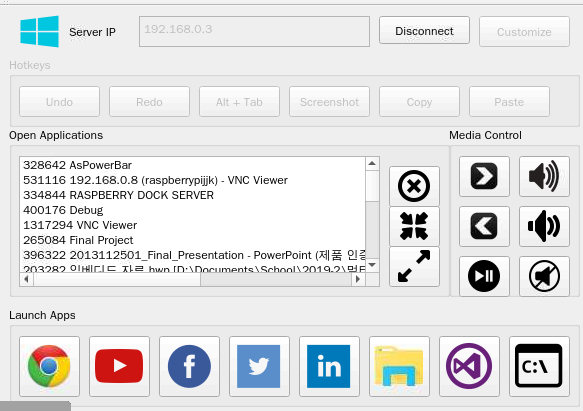 Server IP
192.168.0.3
Disconnect
Customize
Hotkeys
Undo
Redo
Alt + Tab
Screenshot
Copy
Paste
Open Applications
Media Control
328642 AsPowerBar
531116 192.168.0.8 (raspberrypijjk) - VNC Viewer
334844 RASPBERRY DOCK SERVER
400176 Debug
1317294 VNC Viewer
265084 Final Project
396322 2013112501_Final_Presentation - PowerPoint (제품 인증
203282 임베디드 자료.hwp [D:\Documents\School\2019-2\멀티
Launch Apps
in
C:\